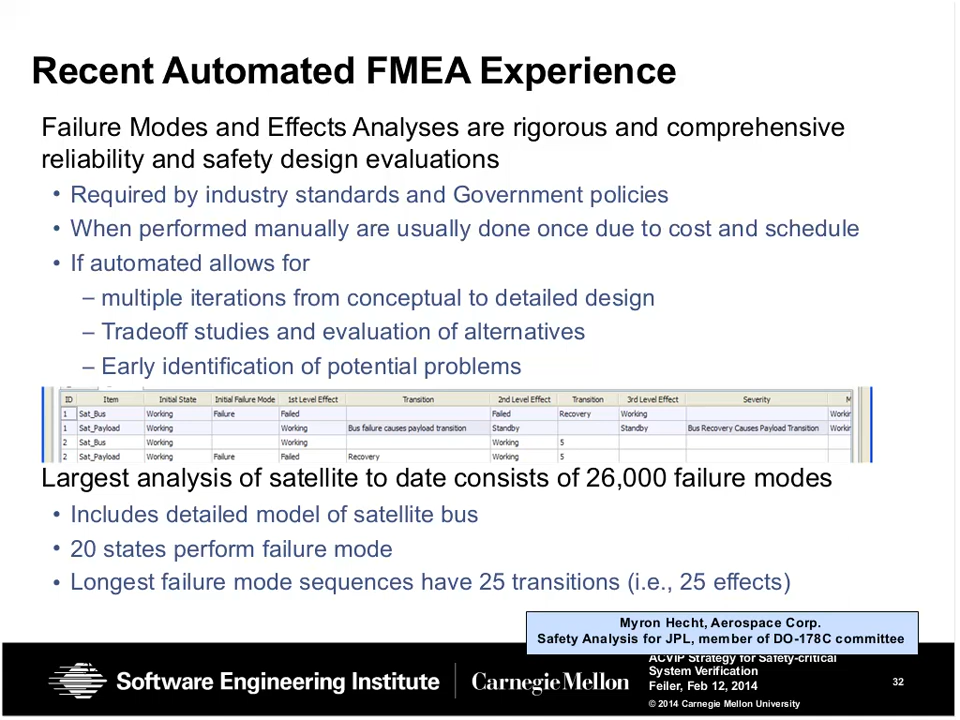 Recent Automated FMEA Experience
Failure Modes and Effects Analyses are rigorous and comprehensive
reliability and safety design evaluations
• Required by industry standards and Government policies
• When performed manually are usually done once due to cost and schedule
• If automated allows for
– multiple iterations from conceptual to detailed design
– Tradeoff studies and evaluation of alternatives
– Early identification of potential problems
ID Item Initial State Initial Failure Mode 1st Level Effect Transition 2nd Level Effect Transition 3rd Level Effect Severity M
1 Sat_Bus Working Failure Failed Failed Recovery Working Workin
1 Sat_Payload Working Working Bus failure causes payload transition Standby Standby Bus Recovery Causes Payload Transition Workin
2 Sat_Bus Working Working Working 5
2 Sat_Payload Working Failure Failed Recovery Working 5
Largest analysis of satellite to date consists of 26,000 failure modes
• Includes detailed model of satellite bus
• 20 states perform failure mode
• Longest failure mode sequences have 25 transitions (i.e., 25 effects)
Myron Hecht, Aerospace Corp.
Safety Analysis for JPL, member of DO-178C committee
Software Engineering Institute
Carnegie Mellon
ACVIP Strategy for Safety-critical
System Verification
Feiler, Feb 12, 2014
© 2014 Carnegie Mellon University
32